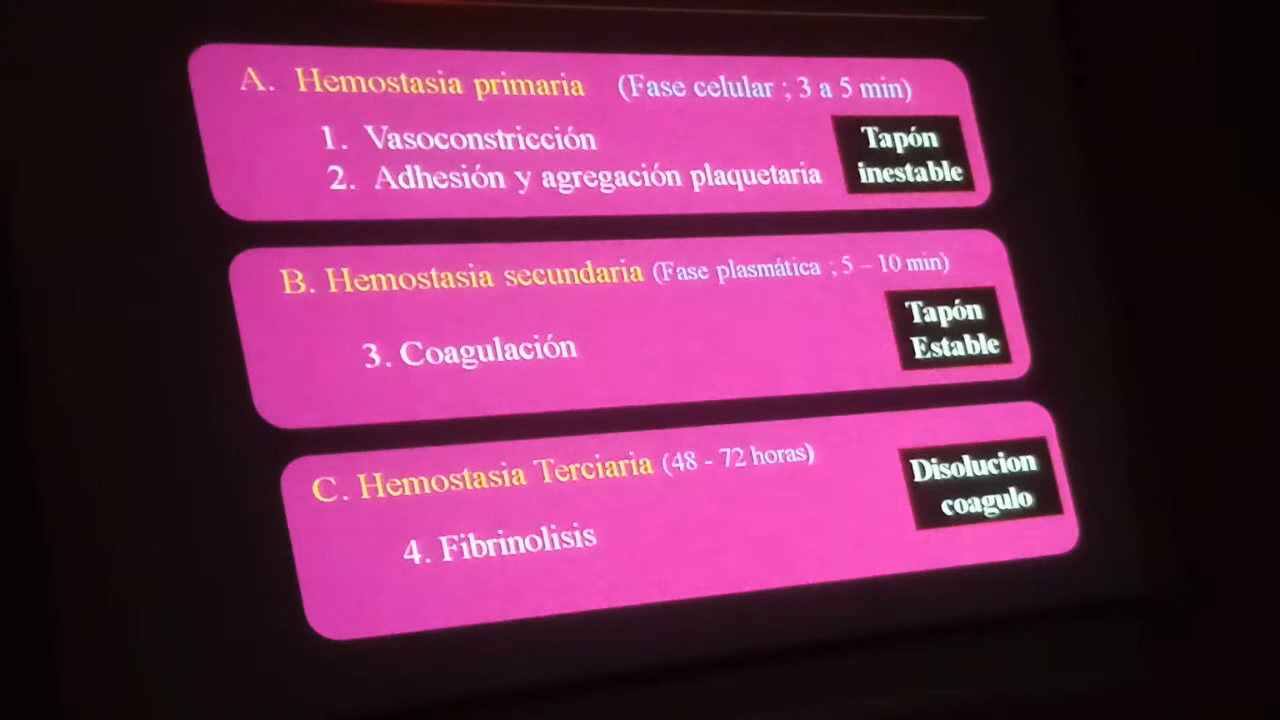 A. Hemostasia primaria (Fase celular ; 3 a 5 min)
1. Vasoconstricción
2. Adhesión y agregación plaquetaria
Tapón
inestable
B. Hemostasia secundaria (Fase plasmática ; 5 – 10 min)
3. Coagulación
Tapón
Estable
C. Hemostasia Terciaria (48 - 72 horas)
4. Fibrinolisis
Disolucion
coagulo